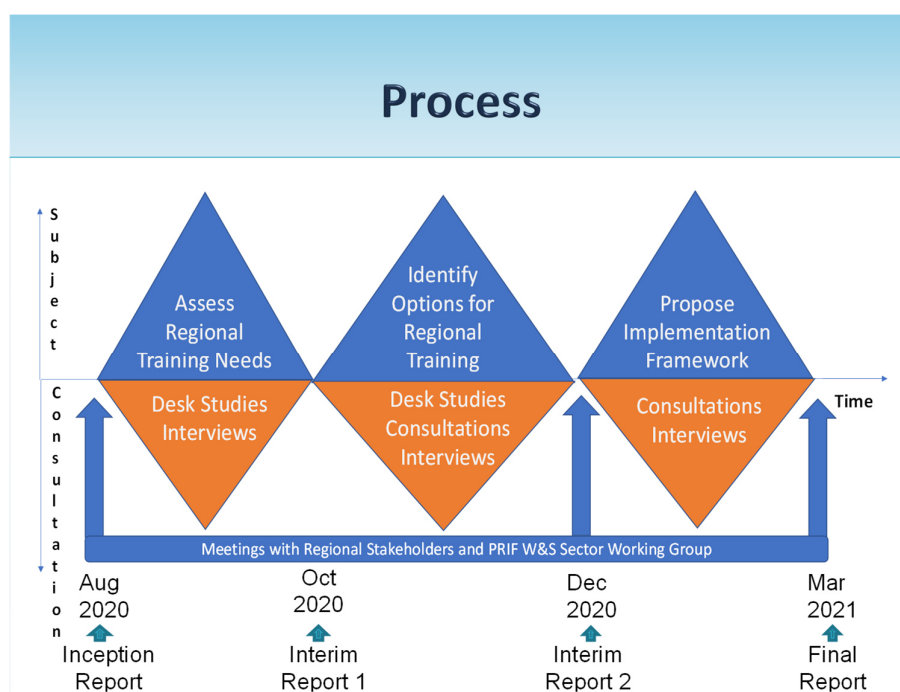 Process
Subject
Assess
Regional
Training Needs
Identify
Options for
Regional
Training
Propose
Implementation
Framework
Consultation
Desk Studies
Interviews
Desk Studies
Consultations
Interviews
Consultations
Interviews
Time
Meetings with Regional Stakeholders and PRIF W&S Sector Working Group
Aug
2020
Oct
2020
Dec
2020
Mar
2021
Inception
Report
Interim
Report 1
Interim
Report 2
Final
Report